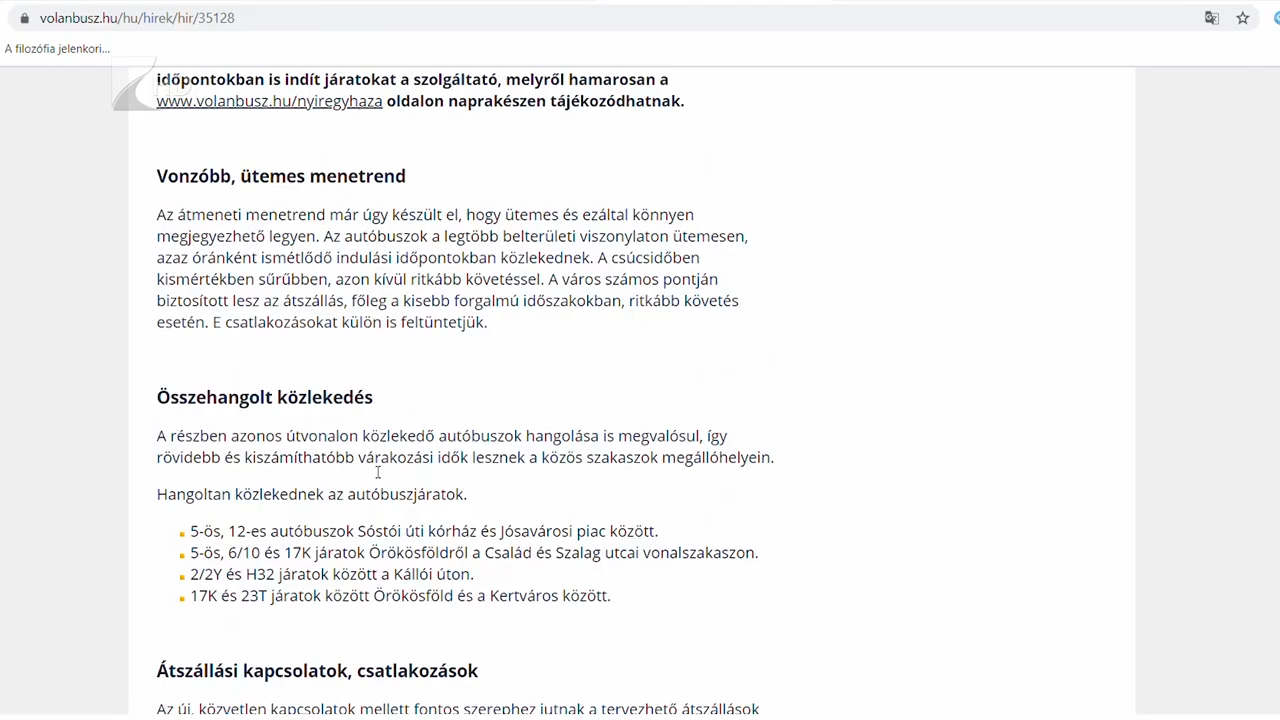 volanbusz.hu/hu/hirek/hir/35128
A filozófia jelenkori...
időpontokban is indít járatokat a szolgáltató, melyről hamarosan a
www.volanbusz.hu/nyiregyhaza oldalon naprakészen tájékozódhatnak.
Vonzóbb, ütemes menetrend
Az átmeneti menetrend már úgy készült el, hogy ütemes és ezáltal könnyen
megjegyezhető legyen. Az autóbuszok a legtöbb belterületi viszonylaton ütemesen,
azaz óránként ismétlődő indulási időpontokban közlekednek. A csúcsidőben
kismértékben sűrűbben, azon kívül ritkább követéssel. A város számos pontján
biztosított lesz az átszállás, főleg a kisebb forgalmú időszakokban, ritkább követés
esetén. E csatlakozásokat külön is feltüntetjük.
Összehangolt közlekedés
A részben azonos útvonalon közlekedő autóbuszok hangolása is megvalósul, így
rövidebb és kiszámíthatóbb várakozási idők lesznek a közös szakaszok megállóhelyein.
Hangoltan közlekednek az autóbuszjáratok.
5-ös, 12-es autóbuszok Sóstói úti kórház és Jósavárosi piac között.
5-ös, 6/10 és 17K járatok Örökösföldről a Család és Szalag utcai vonalszakaszon.
2/2Y és H32 járatok között a Kállói úton.
17K és 23T járatok között Örökösföld és a Kertváros között.
Átszállási kapcsolatok, csatlakozások
Az új, közvetlen kapcsolatok mellett fontos szerephez jutnak a tervezhető átszállások